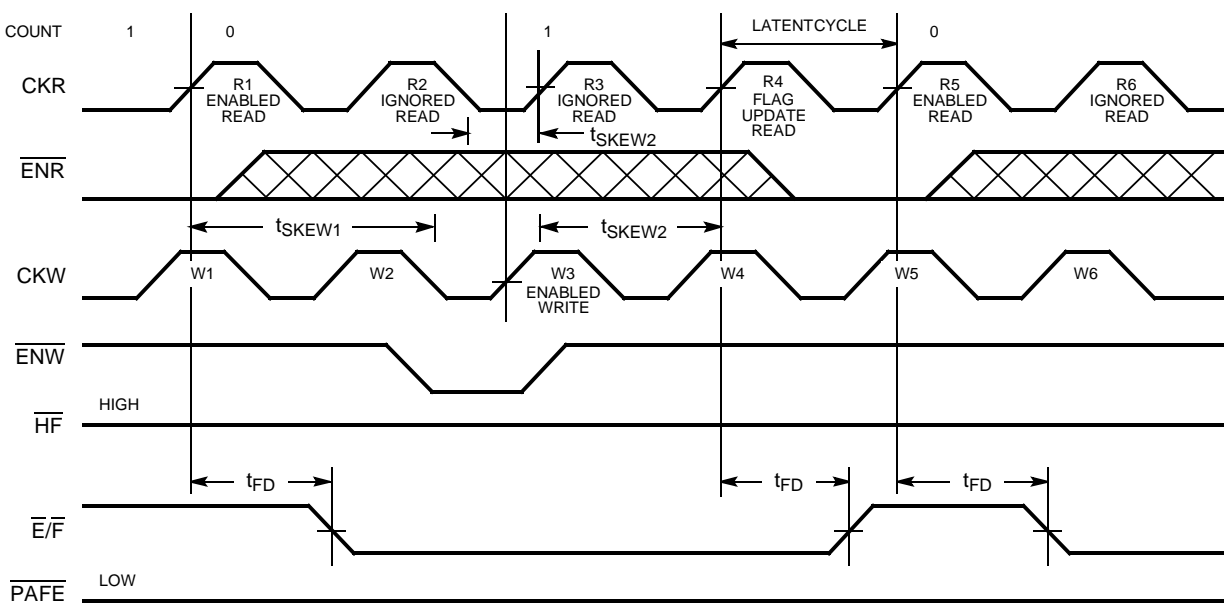 COUNT 1 0 1 LATENTCYCLE 0
CKR
R1 ENABLED READ
R2 IGNORED READ
R3 IGNORED READ
R4 FLAG UPDATE READ
R5 ENABLED READ
R6 IGNORED READ
tSKEW2
ENR
tSKEW1 tSKEW2
CKW
W1 W2 W3 W4 W5 W6
ENABLED
WRITE
ENW
HIGH
HF
tFD tFD tFD
E/F
LOW
PAFE